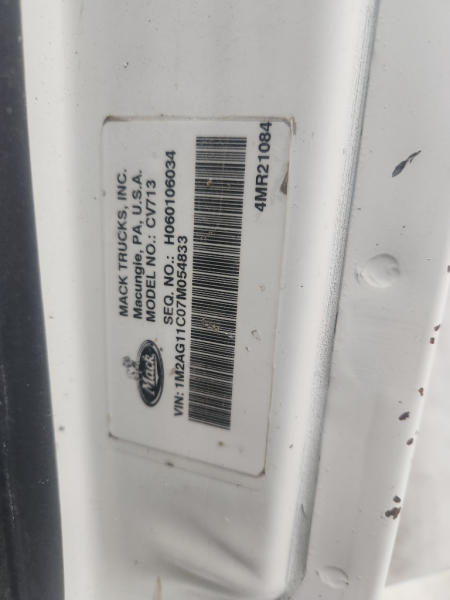 MACK TRUCKS, INC.
Macungie, PA, U.S.A.
MODEL NO.: CV713
SEQ. NO.: H060106034
Mack
VIN: 1M2AG11C07M054833
4MR21084